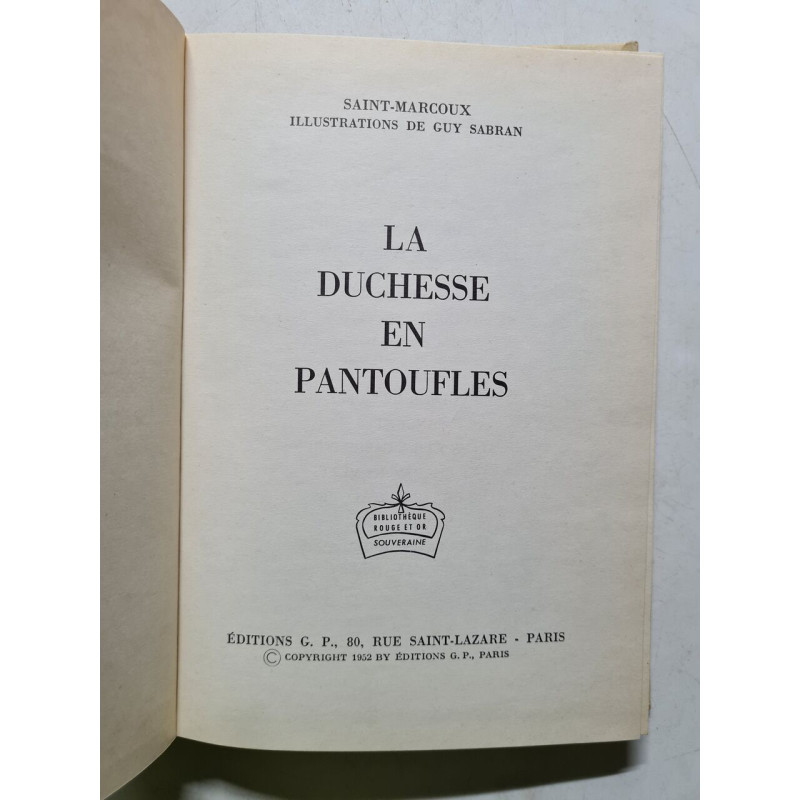 SAINT-MARCOUX
ILLUSTRATIONS DE GUY SABRAN
LA
DUCHESSE
EN
PANTOUFLES
BIBLIOTHÈQUE
ROUGE ET OR
SOUVERAINE
ÉDITIONS G. P., 80, RUE SAINT-LAZARE - PARIS
© COPYRIGHT 1952 BY ÉDITIONS G. P., PARIS